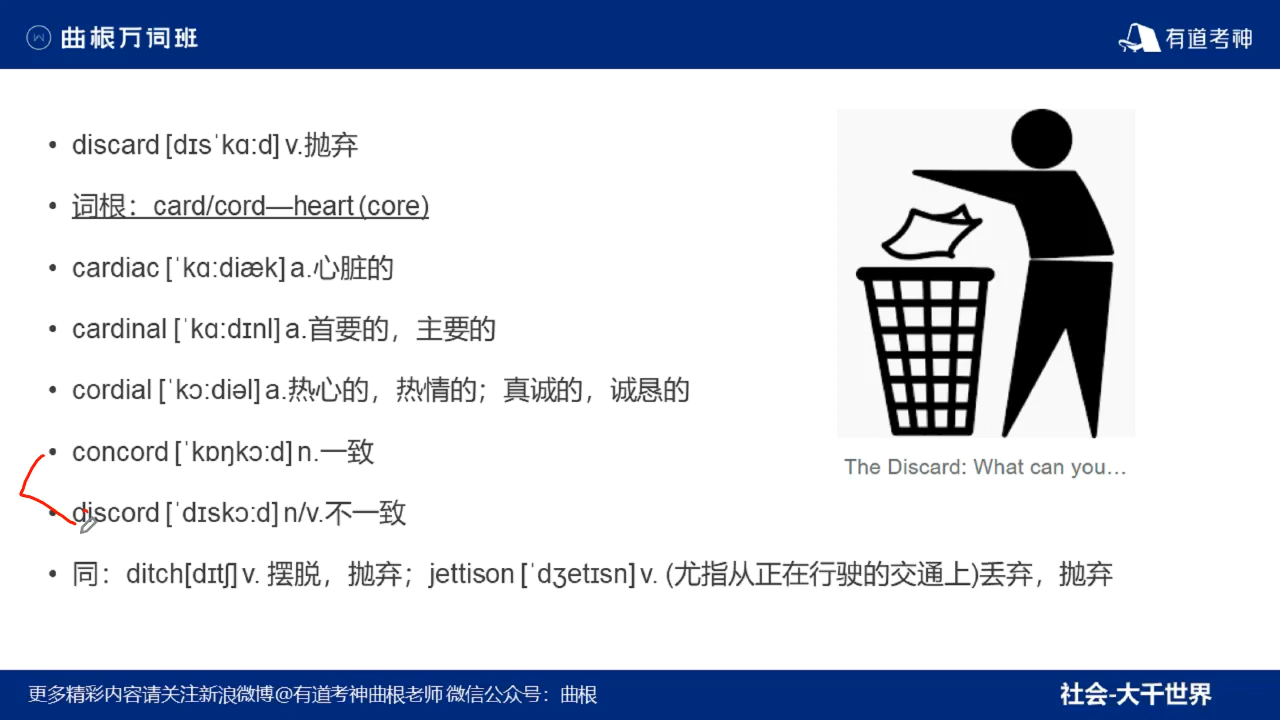 曲根万词班
有道考神
• discard [dɪsˈkɑːd] v.抛弃
• 词根：card/cord—heart (core)
• cardiac [ˈkɑːdiæk] a.心脏的
• cardinal [ˈkɑːdɪnl] a.首要的，主要的
• cordial [ˈkɔːdiəl] a.热心的，热情的；真诚的，诚恳的
• concord [ˈkɒŋkɔːd] n.一致
• discord [ˈdɪskɔːd] n/v.不一致
• 同：ditch[dɪtʃ] v. 摆脱，抛弃；jettison [ˈdʒetɪsn] v. (尤指从正在行驶的交通上)丢弃，抛弃
The Discard: What can you…
更多精彩内容请关注新浪微博@有道考神曲根老师 微信公众号：曲根
社会-大千世界